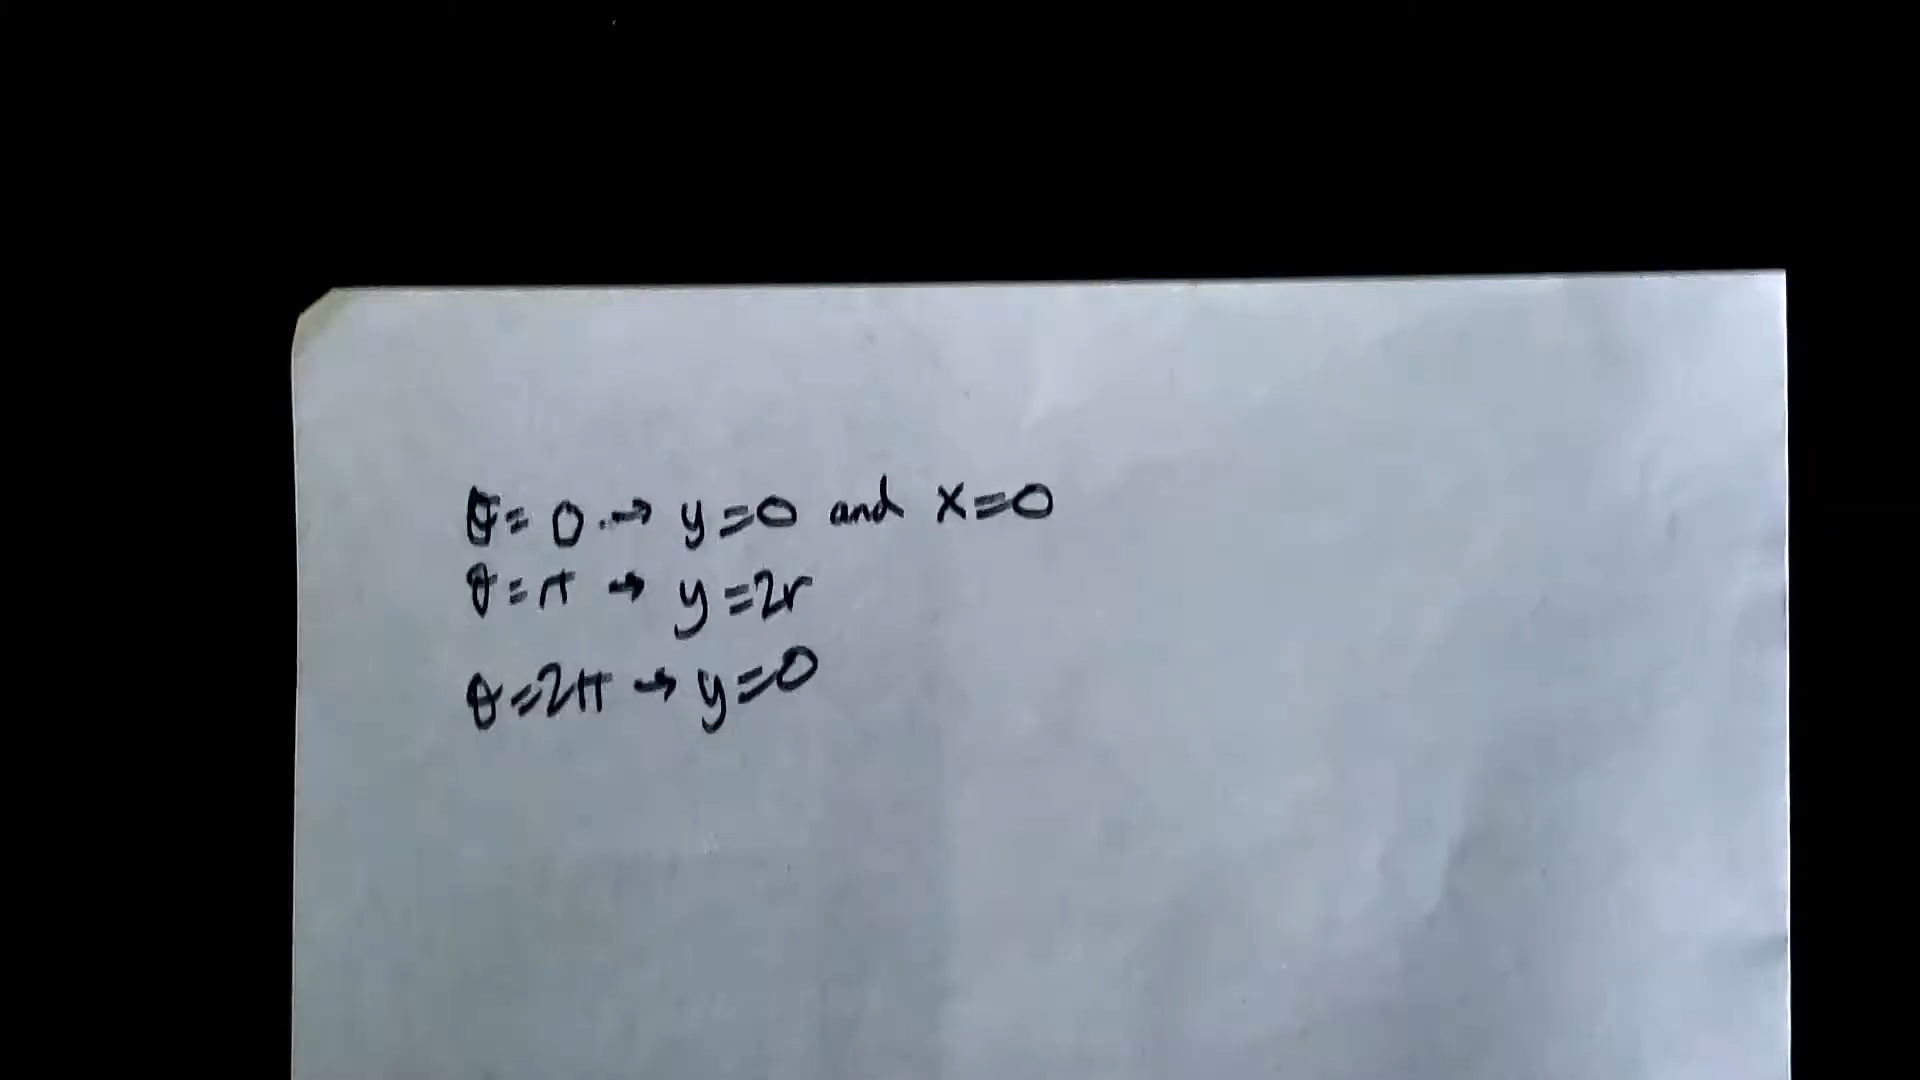 θ = 0 .→ y = 0 and x = 0
θ = π → y = 2r
θ = 2π → y = 0